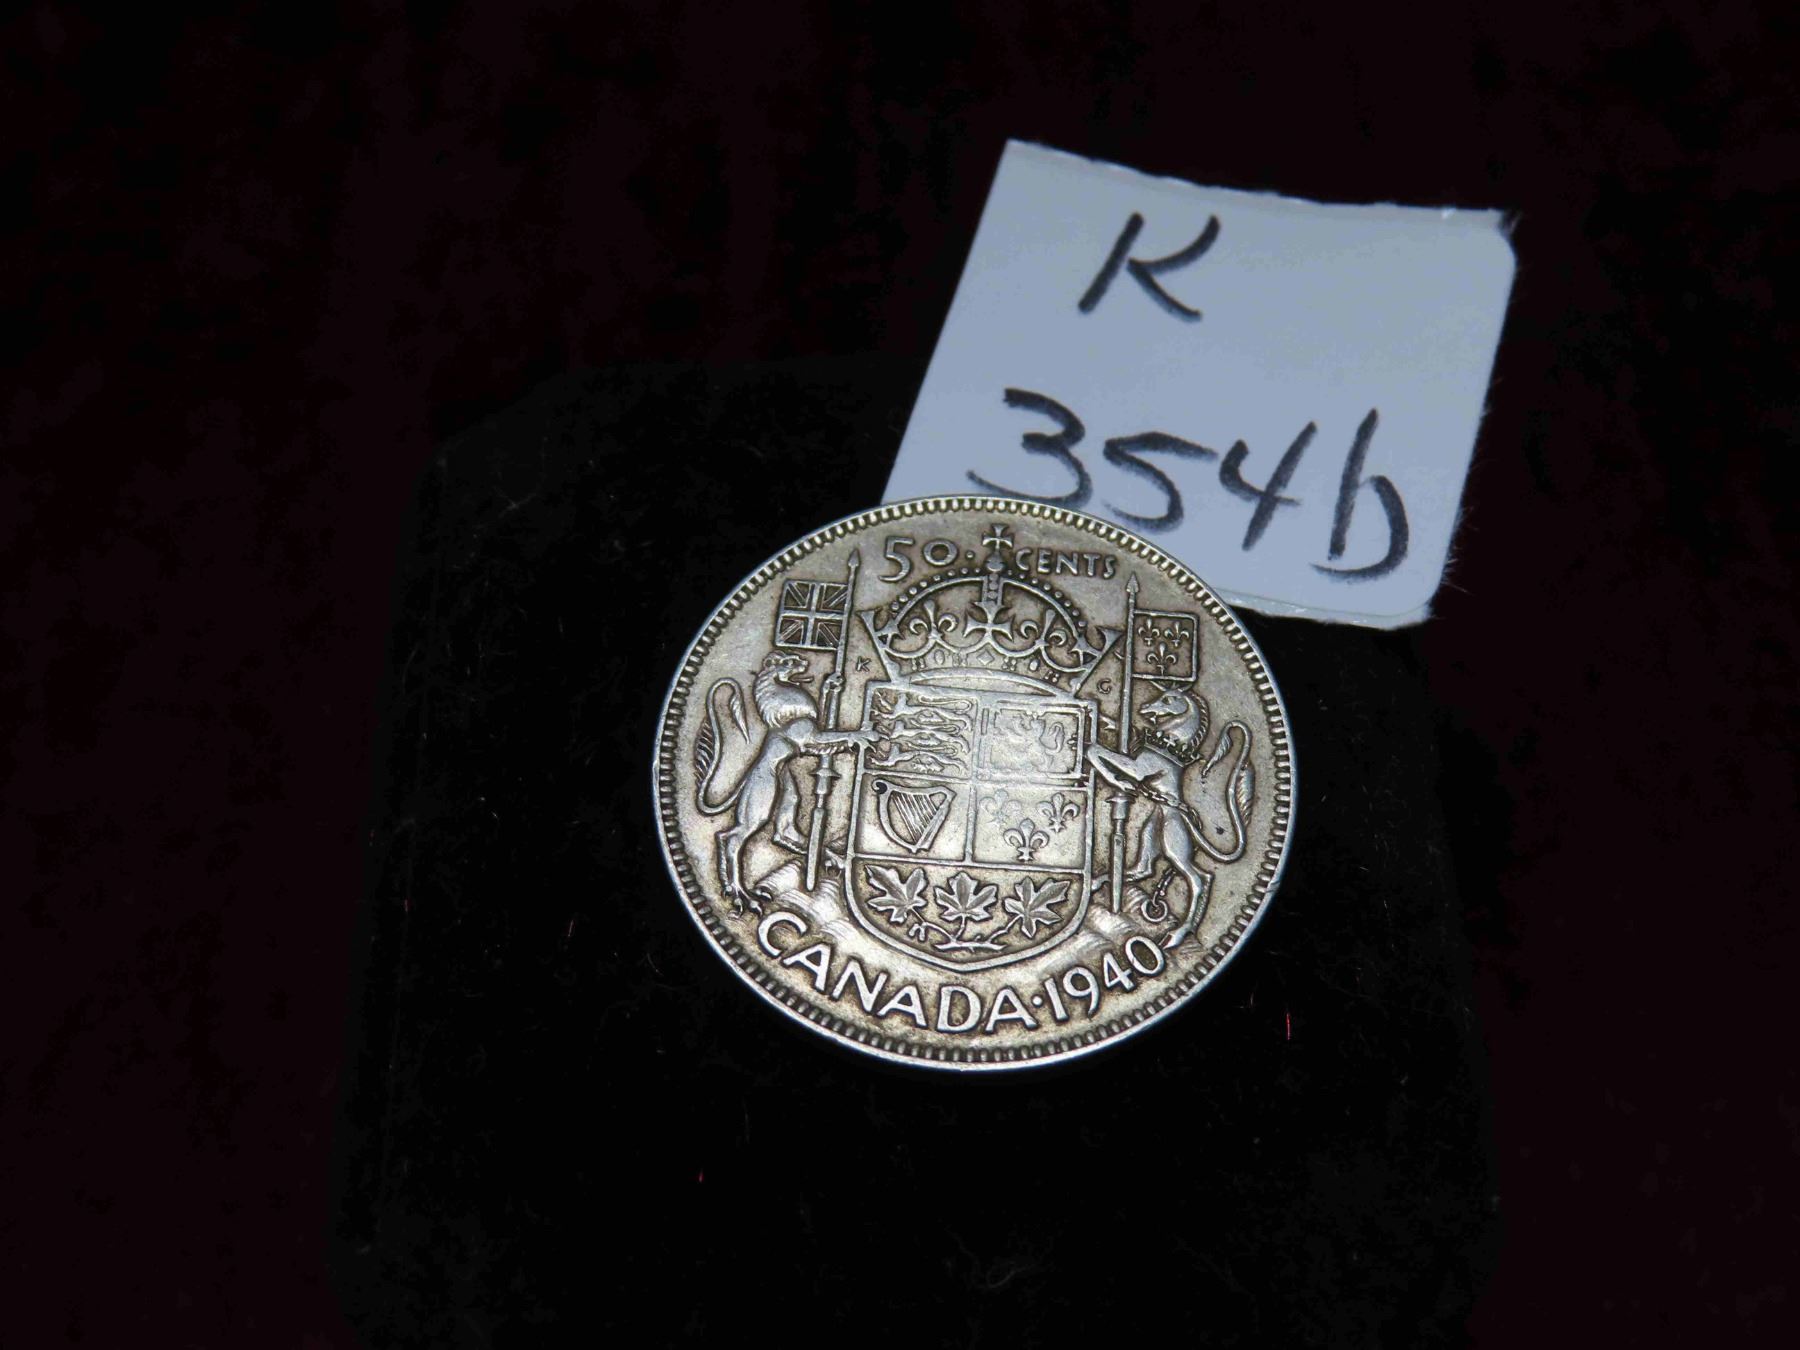 K
354b
50 · CENTS
K G
CANADA · 1940